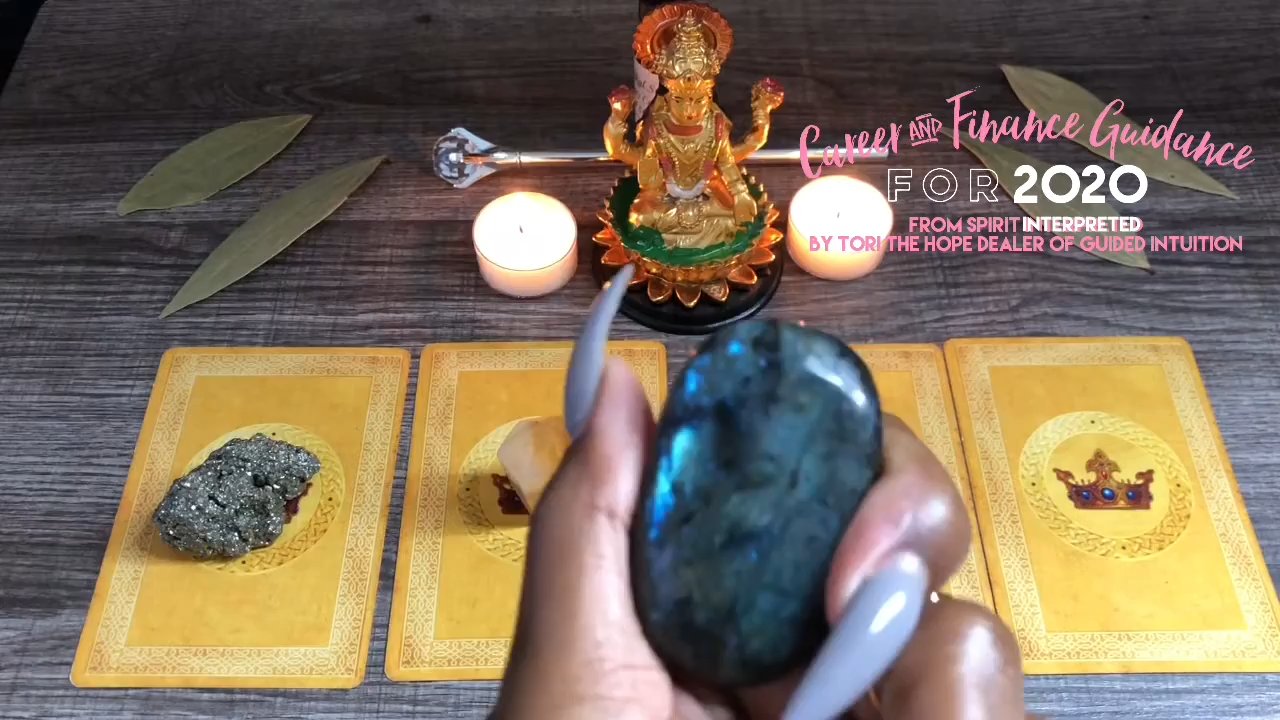 Career AND Finance Guidance
FOR 2020
FROM SPIRIT INTERPRETED
BY TORI THE HOPE DEALER OF GUIDED INTUITION